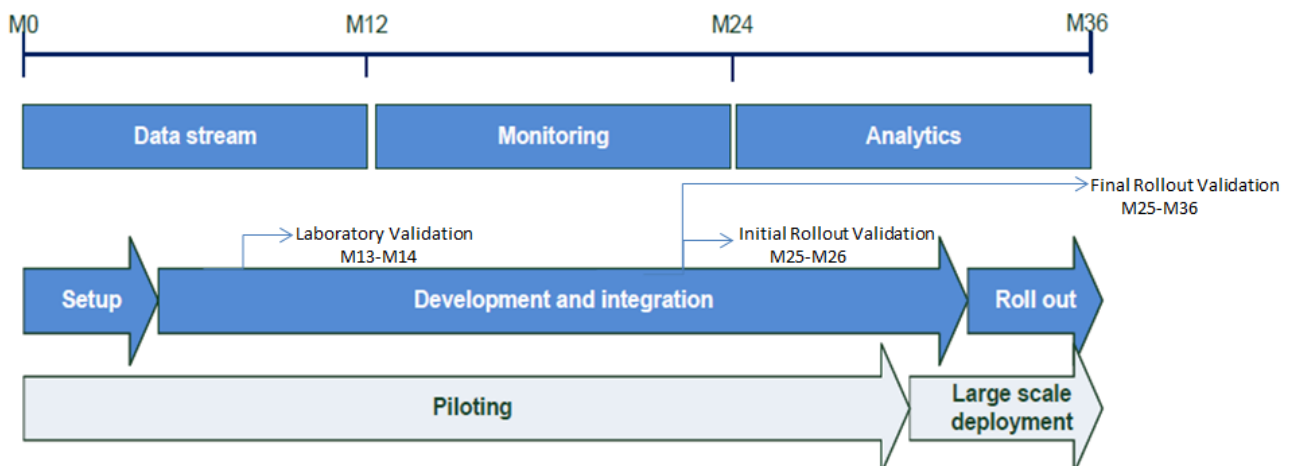 M0 M12 M24 M36
Data stream Monitoring Analytics
Final Rollout Validation
M25-M36
Laboratory Validation
M13-M14
Initial Rollout Validation
M25-M26
Setup Development and integration Roll out
Piloting
Large scale
deployment